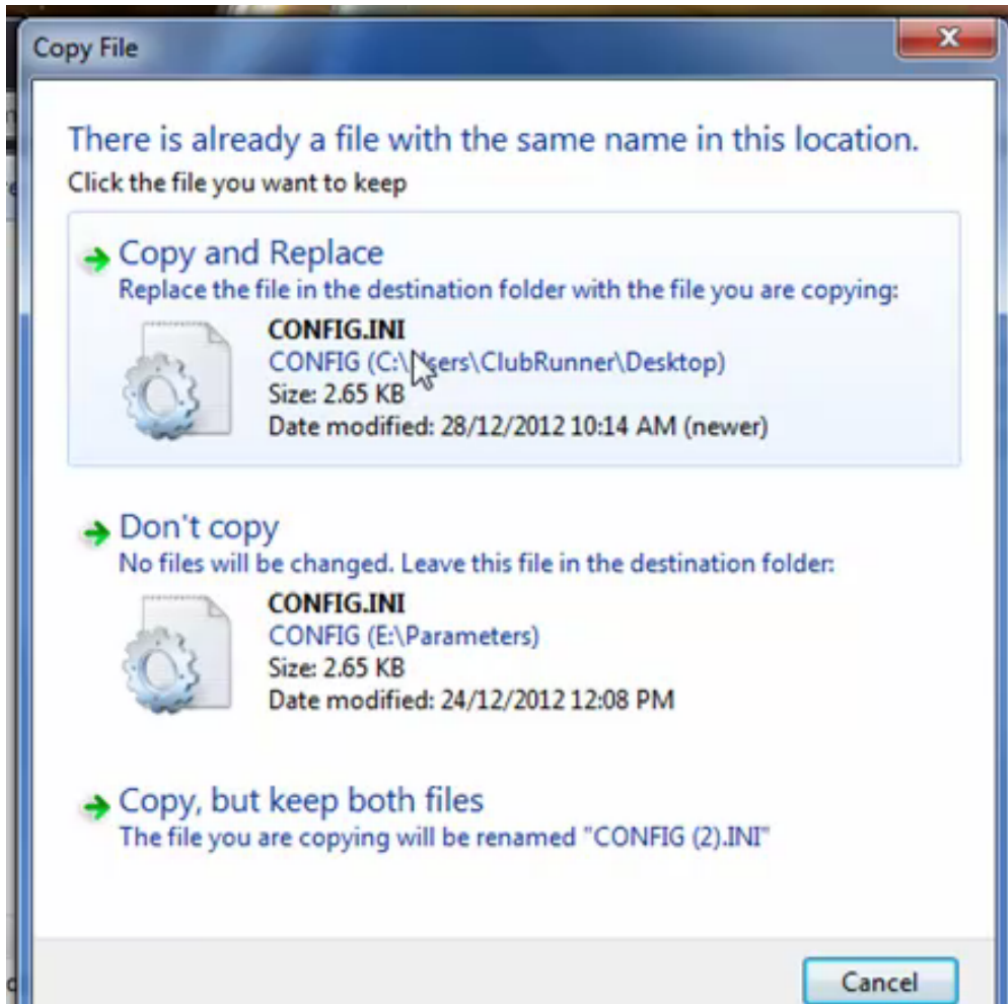 Copy File
There is already a file with the same name in this location.
Click the file you want to keep
Copy and Replace
Replace the file in the destination folder with the file you are copying:
CONFIG.INI
CONFIG (C:\Users\ClubRunner\Desktop)
Size: 2.65 KB
Date modified: 28/12/2012 10:14 AM (newer)
Don't copy
No files will be changed. Leave this file in the destination folder:
CONFIG.INI
CONFIG (E:\Parameters)
Size: 2.65 KB
Date modified: 24/12/2012 12:08 PM
Copy, but keep both files
The file you are copying will be renamed "CONFIG (2).INI"
Cancel